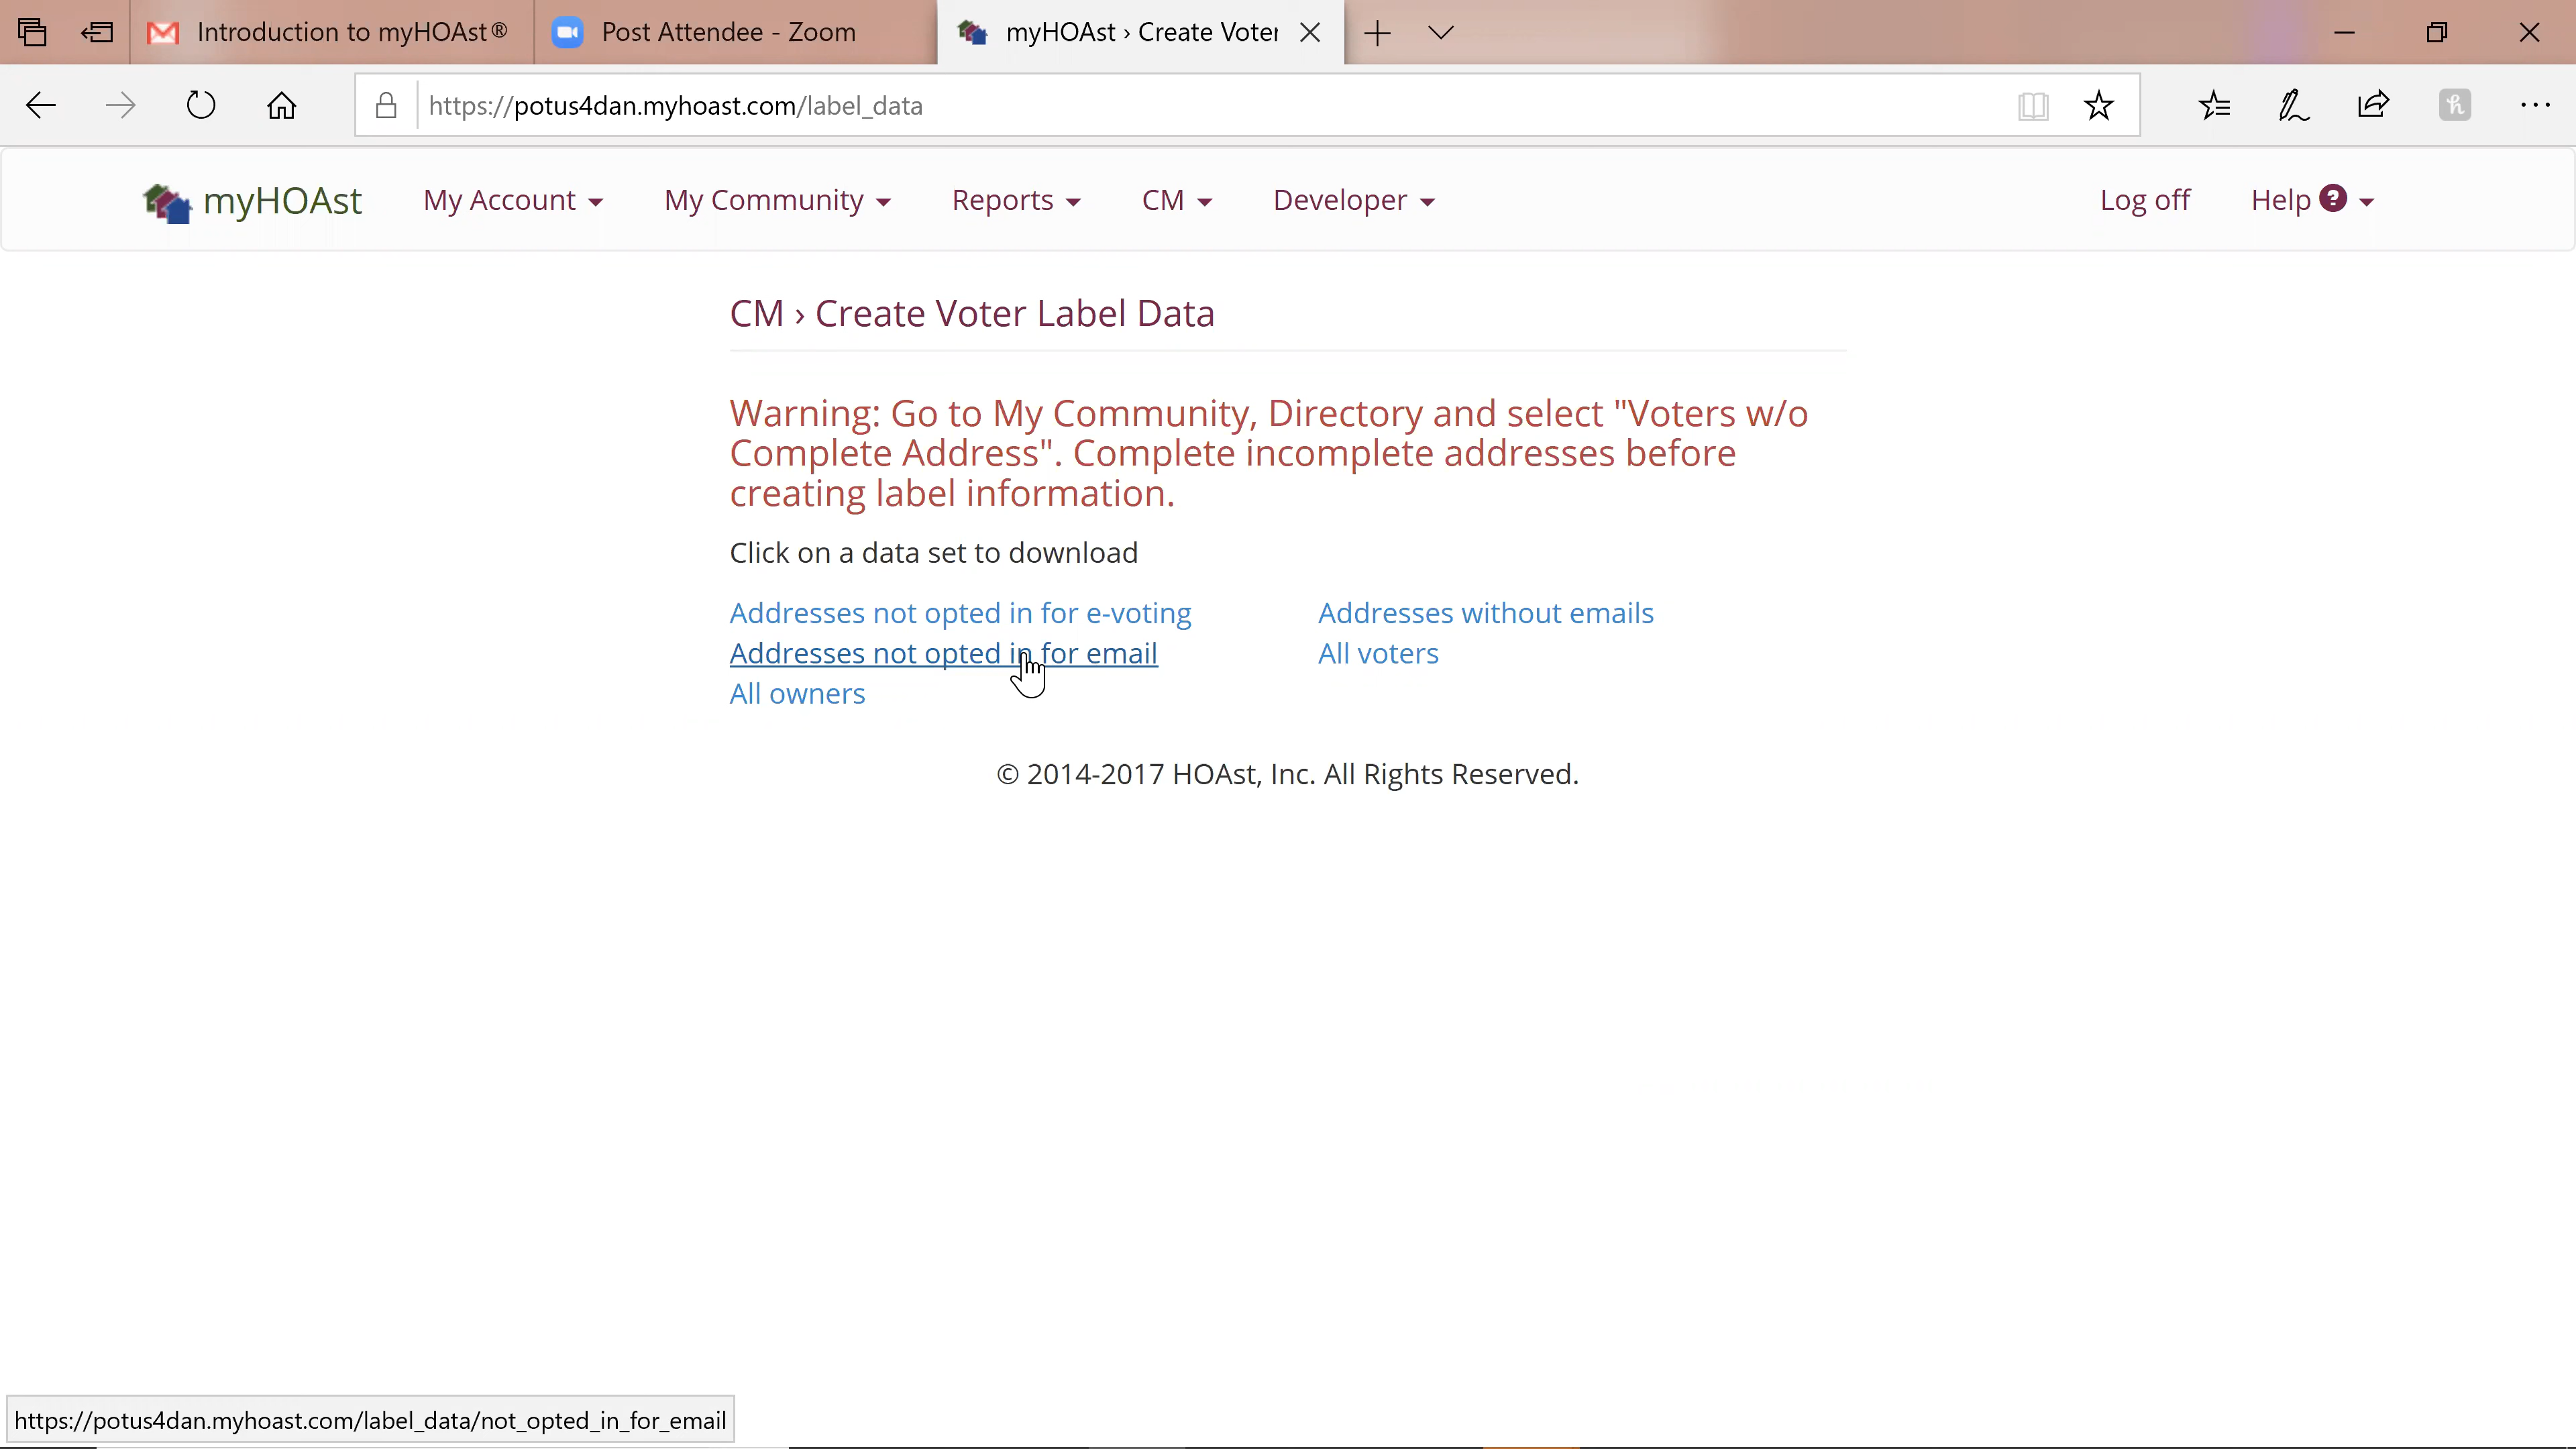 Introduction to myHOAst®
Post Attendee - Zoom
myHOAst › Create Voter
https://potus4dan.myhoast.com/label_data
myHOAst
My Account
My Community
Reports
CM
Developer
Log off
Help ?
CM › Create Voter Label Data
Warning: Go to My Community, Directory and select "Voters w/o
Complete Address". Complete incomplete addresses before
creating label information.
Click on a data set to download
Addresses not opted in for e-voting
Addresses without emails
Addresses not opted in for email
All voters
All owners
© 2014-2017 HOAst, Inc. All Rights Reserved.
https://potus4dan.myhoast.com/label_data/not_opted_in_for_email